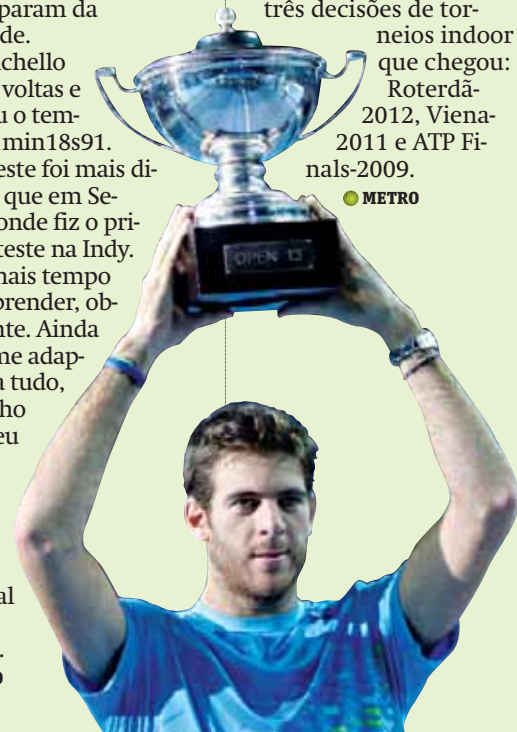 param da
de.
chello
voltas e
u o tem-
min18s91.
este foi mais di-
que em Se-
onde fiz o pri-
teste na Indy.
mais tempo
prender, ob-
nte. Ainda
me adap-
a tudo,
ho
eu
al
.
três decisões de tor-
neios indoor
que chegou:
Roterdã-
2012, Viena-
2011 e ATP Fi-
nals-2009.
METRO
OPEN 13